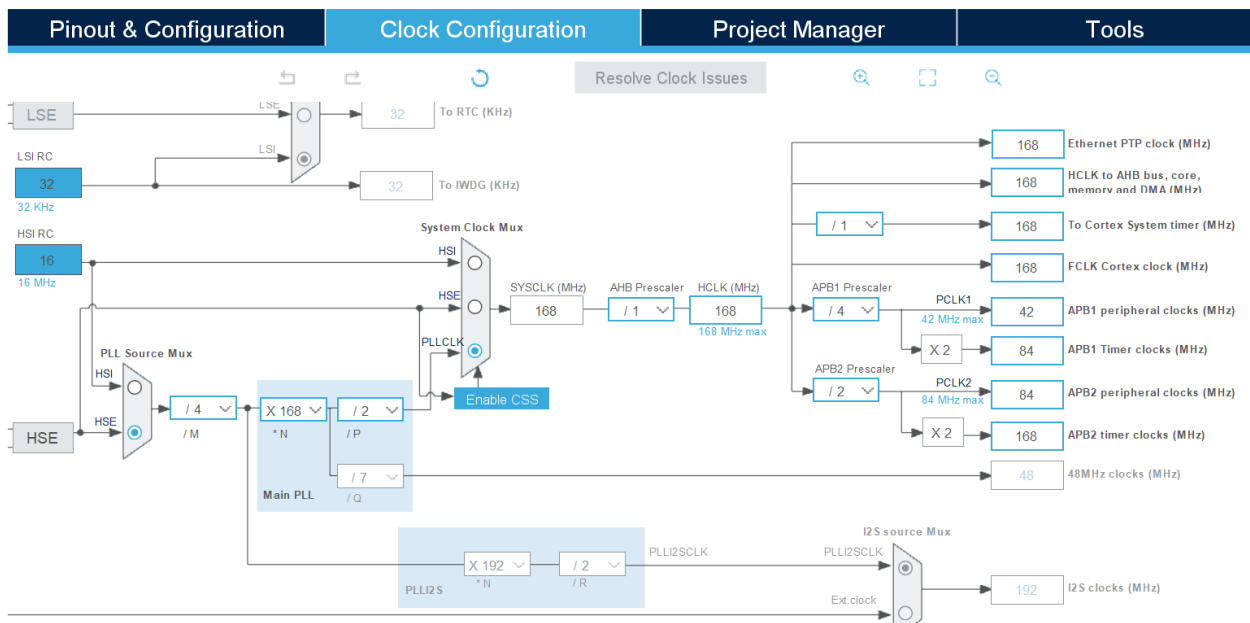 Pinout & Configuration
Clock Configuration
Project Manager
Tools
Resolve Clock Issues
LSE
LSE
32
To RTC (KHz)
LSI RC
LSI
32
32 KHz
32
To IWDG (KHz)
HSI RC
16
16 MHz
System Clock Mux
HSI
HSE
PLLCLK
Enable CSS
SYSCLK (MHz)
168
AHB Prescaler
/ 1
HCLK (MHz)
168
168 MHz max
168
Ethernet PTP clock (MHz)
168
HCLK to AHB bus, core,
memory and DMA (MHz)
/ 1
168
To Cortex System timer (MHz)
168
FCLK Cortex clock (MHz)
APB1 Prescaler
/ 4
PCLK1
42 MHz max
42
APB1 peripheral clocks (MHz)
X 2
84
APB1 Timer clocks (MHz)
APB2 Prescaler
/ 2
PCLK2
84 MHz max
84
APB2 peripheral clocks (MHz)
X 2
168
APB2 timer clocks (MHz)
PLL Source Mux
HSI
HSE
HSE
/ 4
/ M
X 168
* N
/ 2
/ P
/ 7
/ Q
Main PLL
48
48MHz clocks (MHz)
PLLI2S
X 192
* N
/ 2
/ R
PLLI2SCLK
I2S source Mux
PLLI2SCLK
Ext.clock
192
I2S clocks (MHz)